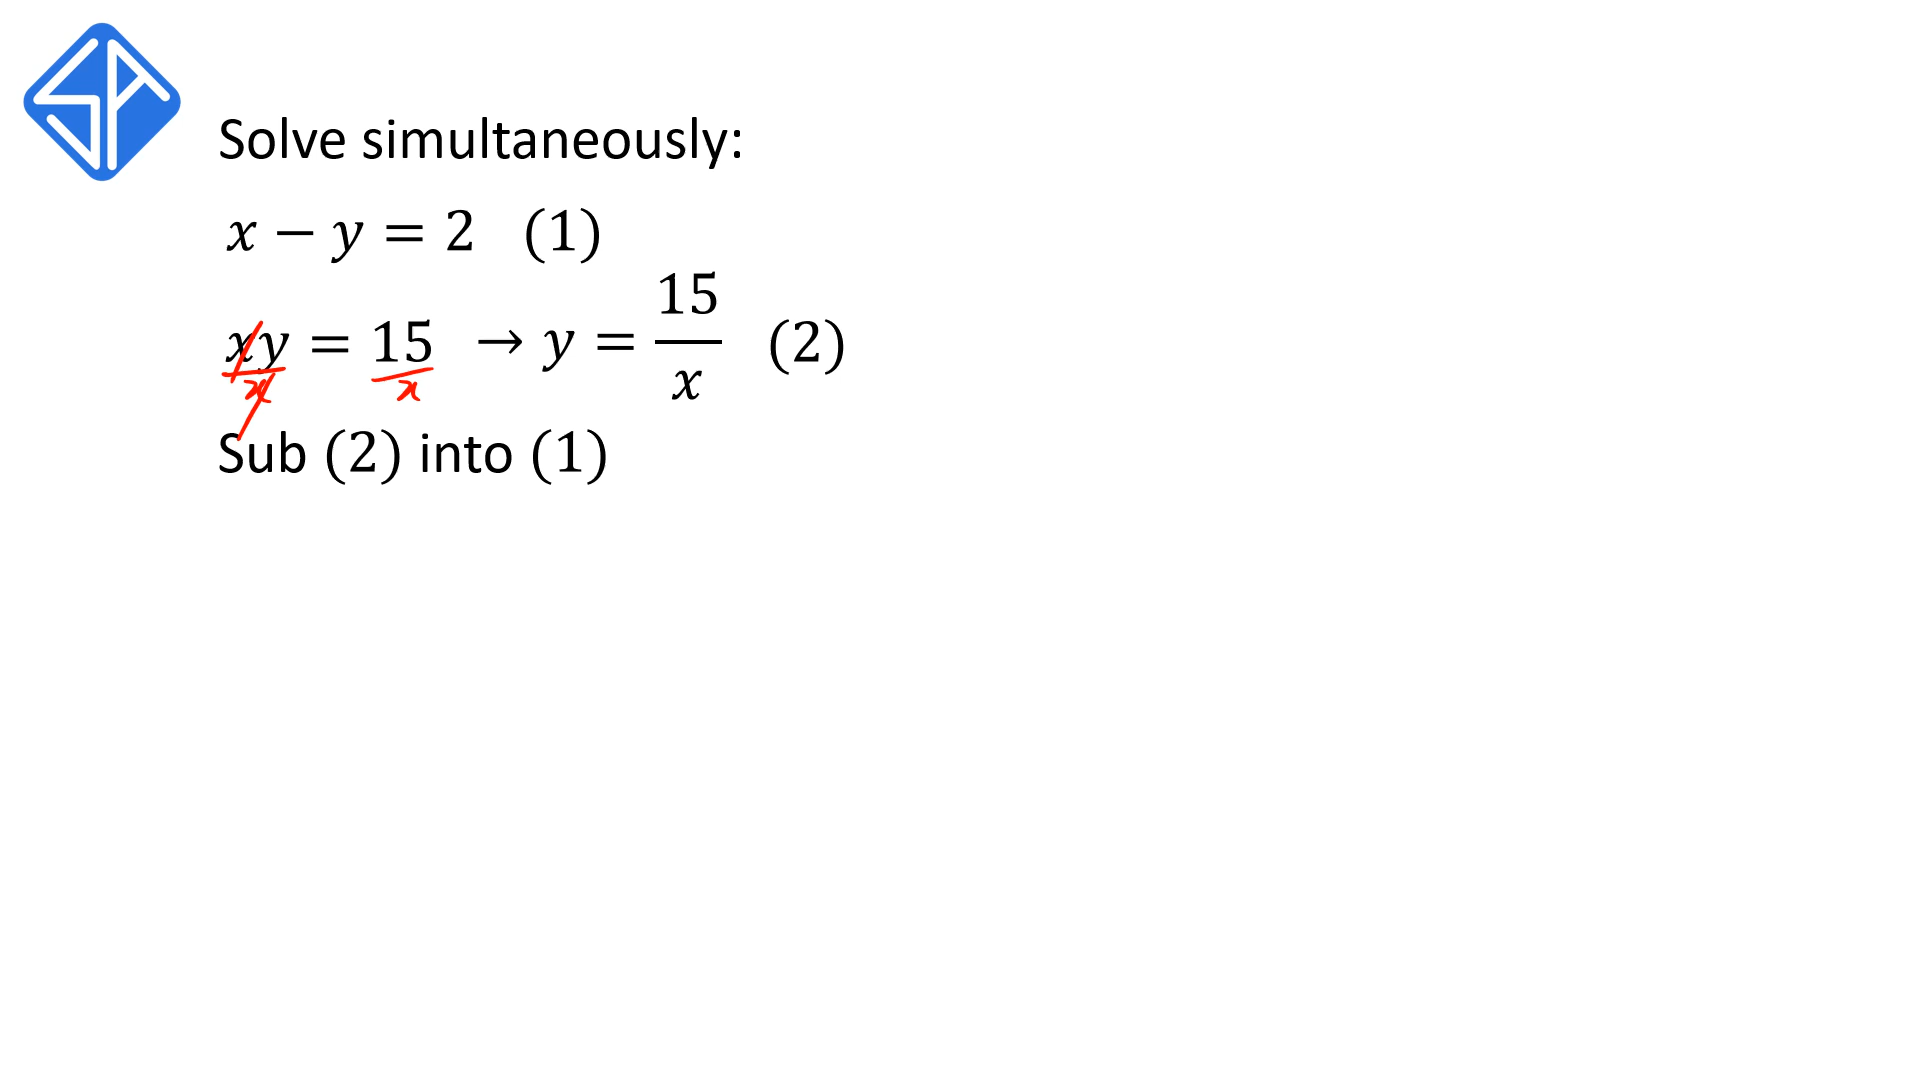 Solve simultaneously:
x − y = 2 (1)
xy/x = 15/x → y = 15/x (2)
Sub (2) into (1)